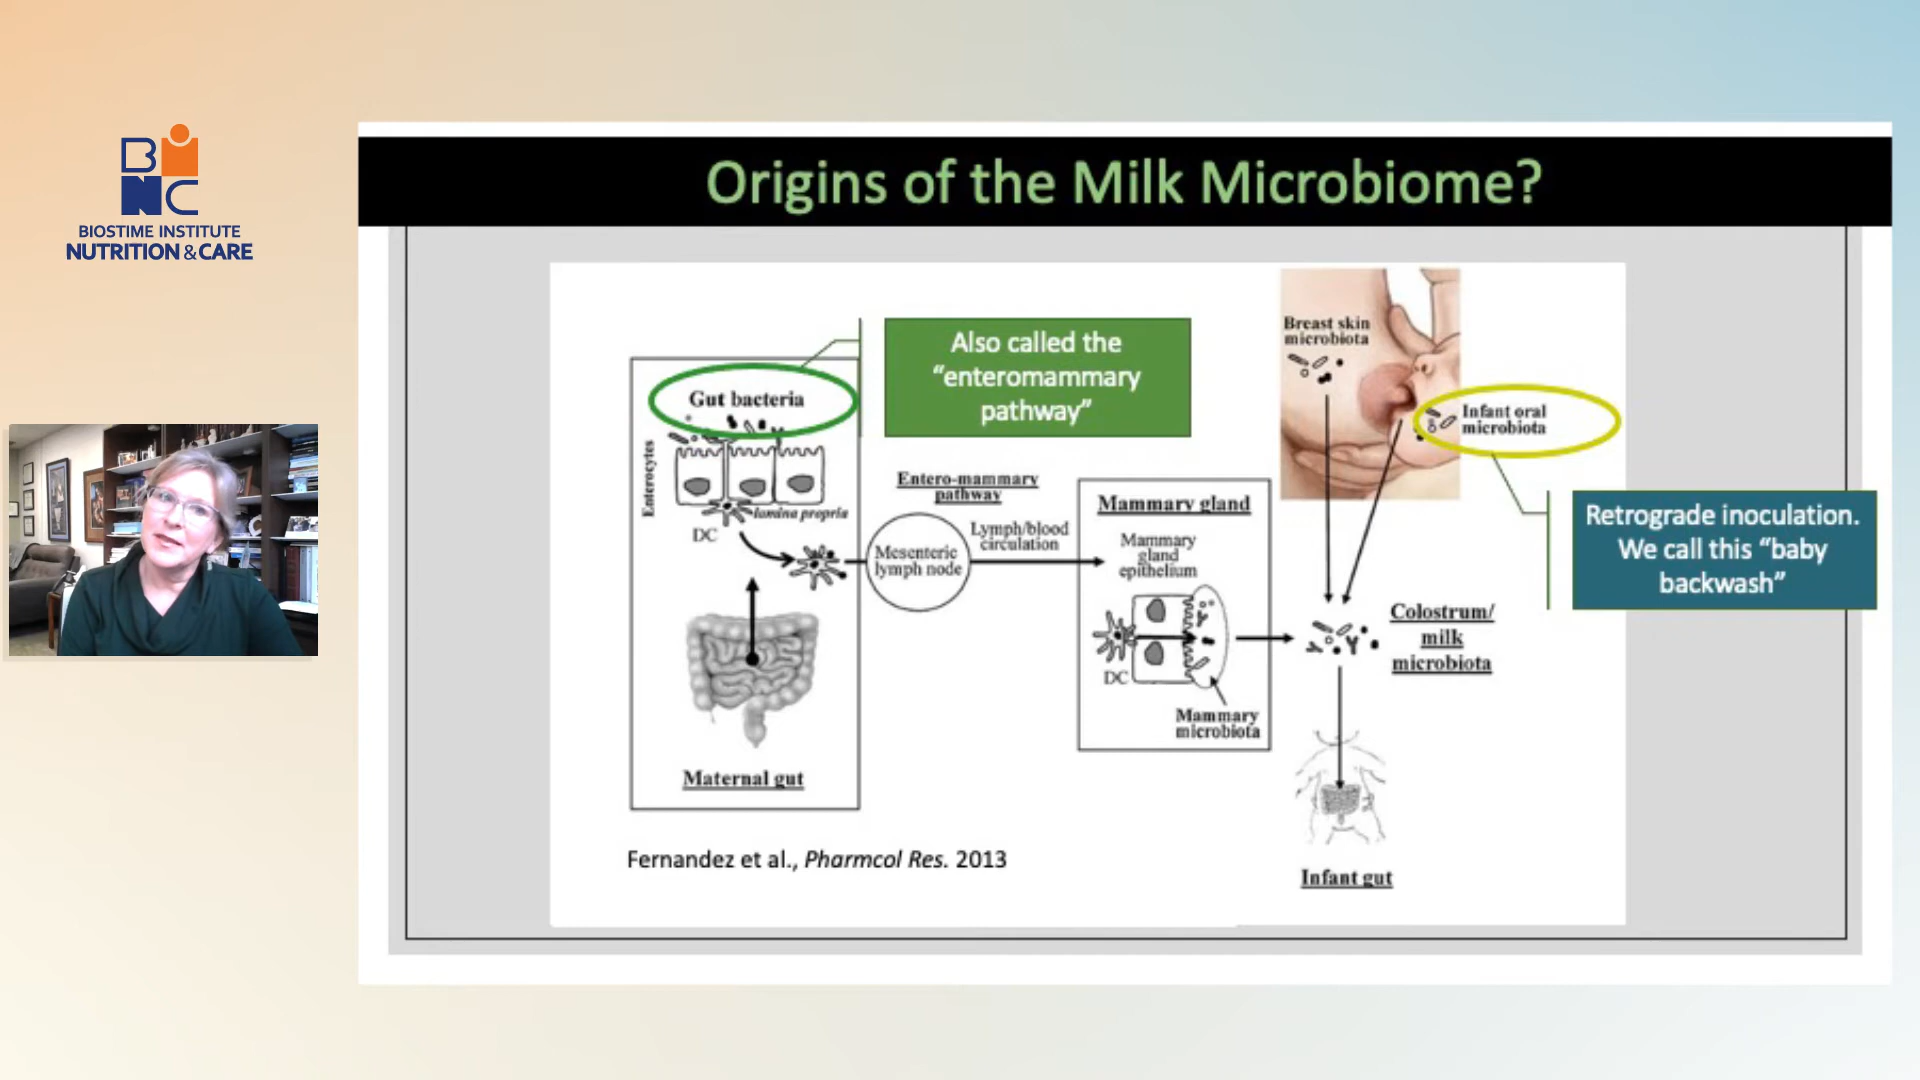 BINC
BIOSTIME INSTITUTE
NUTRITION & CARE
Origins of the Milk Microbiome?
Also called the
“enteromammary
pathway”
Gut bacteria
Enterocytes
lamina propria
DC
Maternal gut
Entero-mammary
pathway
Mesenteric
lymph node
Lymph/blood
circulation
Mammary gland
Mammary
gland
epithelium
DC
Mammary
microbiota
Breast skin
microbiota
Infant oral
microbiota
Retrograde inoculation.
We call this “baby
backwash”
Colostrum/
milk
microbiota
Infant gut
Fernandez et al., Pharmcol Res. 2013